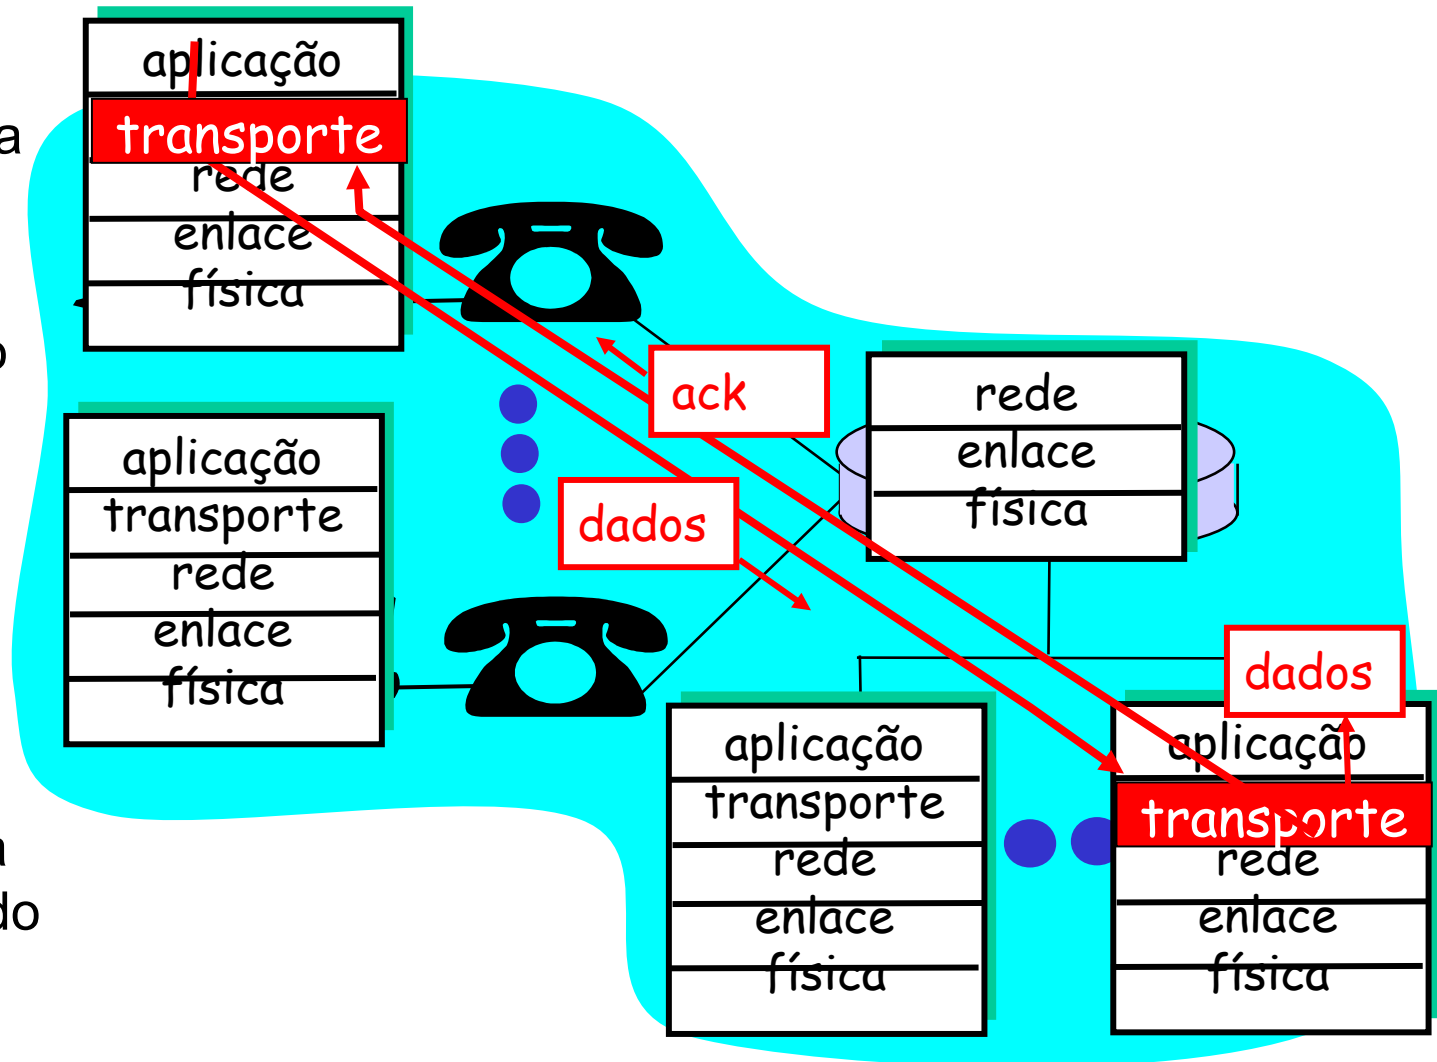 aplicação
transporte
rede
enlace
física
a
o
ack
rede
enlace
física
aplicação
transporte
rede
enlace
física
dados
dados
aplicação
transporte
rede
enlace
física
aplicação
transporte
rede
enlace
física
a
do